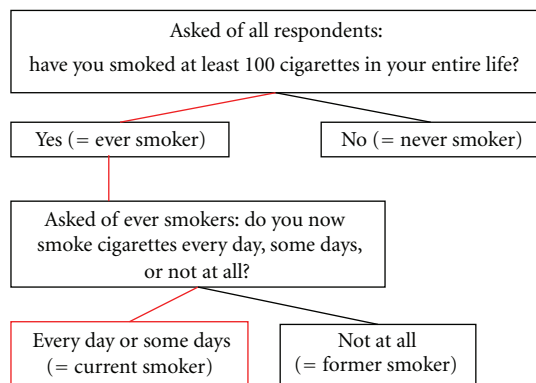 Asked of all respondents:
have you smoked at least 100 cigarettes in your entire life?
Yes (= ever smoker)
No (= never smoker)
Asked of ever smokers: do you now
smoke cigarettes every day, some days,
or not at all?
Every day or some days
(= current smoker)
Not at all
(= former smoker)